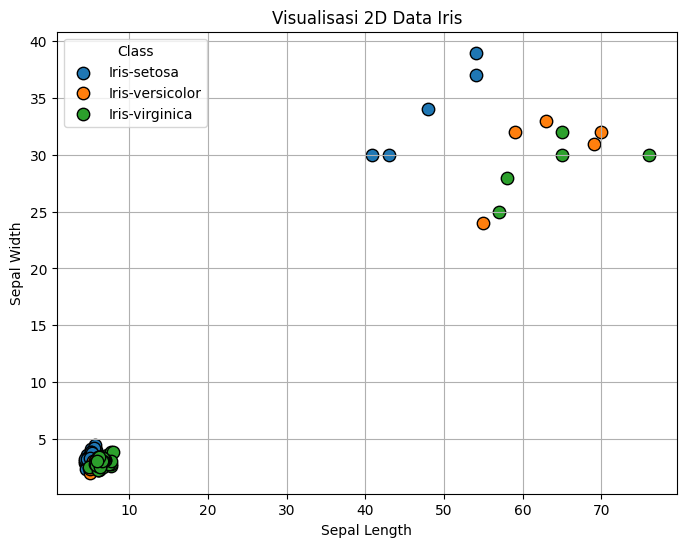 Visualisasi 2D Data Iris
Class
Iris-setosa
Iris-versicolor
Iris-virginica
40
35
30
25
20
15
10
5
Sepal Width
10 20 30 40 50 60 70
Sepal Length